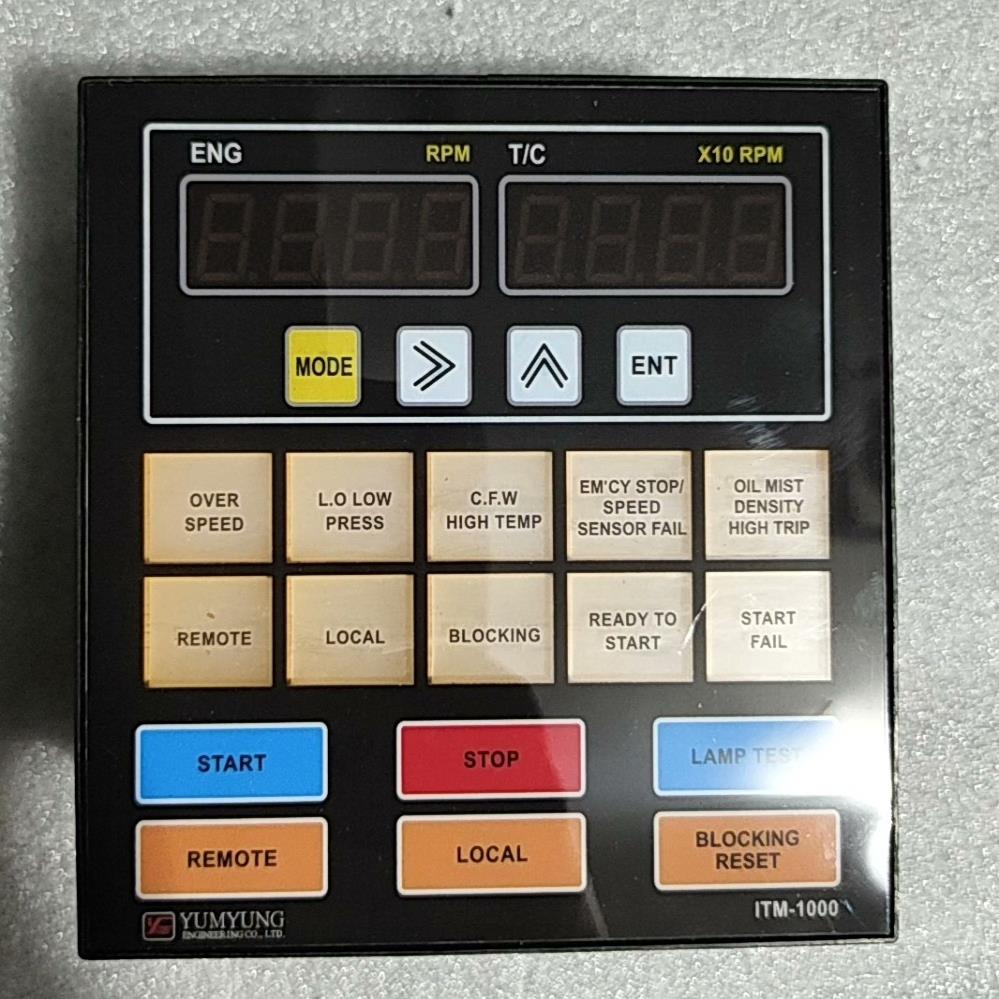 ENG RPM T/C X10 RPM
MODE ENT
OVER
SPEED
L.O LOW
PRESS
C.F.W
HIGH TEMP
EM'CY STOP/
SPEED
SENSOR FAIL
OIL MIST
DENSITY
HIGH TRIP
REMOTE
LOCAL
BLOCKING
READY TO
START
START
FAIL
START
STOP
LAMP TEST
REMOTE
LOCAL
BLOCKING
RESET
YUMYUNG
ENGINEERING CO., LTD.
ITM-1000